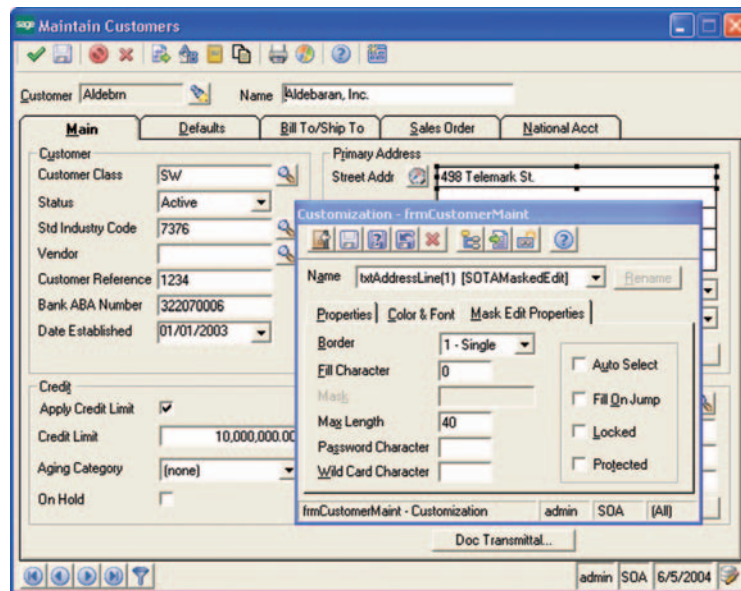 sage Maintain Customers
Customer Aldebrn Name Aldebaran, Inc.
Main Defaults Bill To/Ship To Sales Order National Acct
Customer
Customer Class SW
Status Active
Std Industry Code 7376
Vendor
Customer Reference 1234
Bank ABA Number 322070006
Date Established 01/01/2003
Primary Address
Street Addr 498 Telemark St.
Credit
Apply Credit Limit
Credit Limit 10,000,000.00
Aging Category (none)
On Hold
Customization - frmCustomerMaint
Name txtAddressLine(1) [SOTAMaskedEdit] Rename
Properties Color & Font Mask Edit Properties
Border 1 - Single
Fill Character 0
Mask
Max Length 40
Password Character
Wild Card Character
Auto Select
Fill On Jump
Locked
Protected
frmCustomerMaint - Customization admin SOA (All)
Doc Transmittal...
admin SOA 6/5/2004